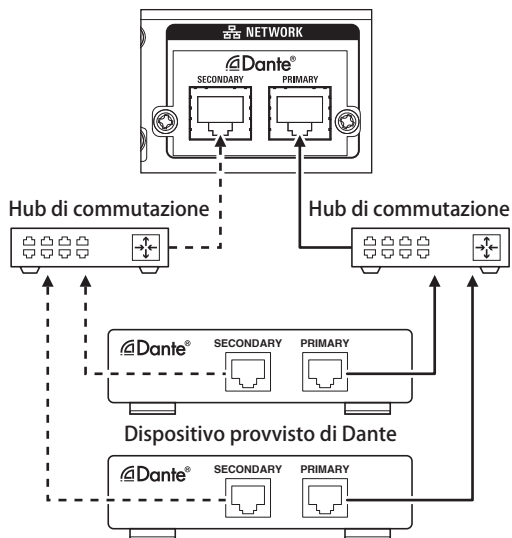 NETWORK
Dante®
SECONDARY PRIMARY
Hub di commutazione Hub di commutazione
Dante® SECONDARY PRIMARY
Dispositivo provvisto di Dante
Dante® SECONDARY PRIMARY